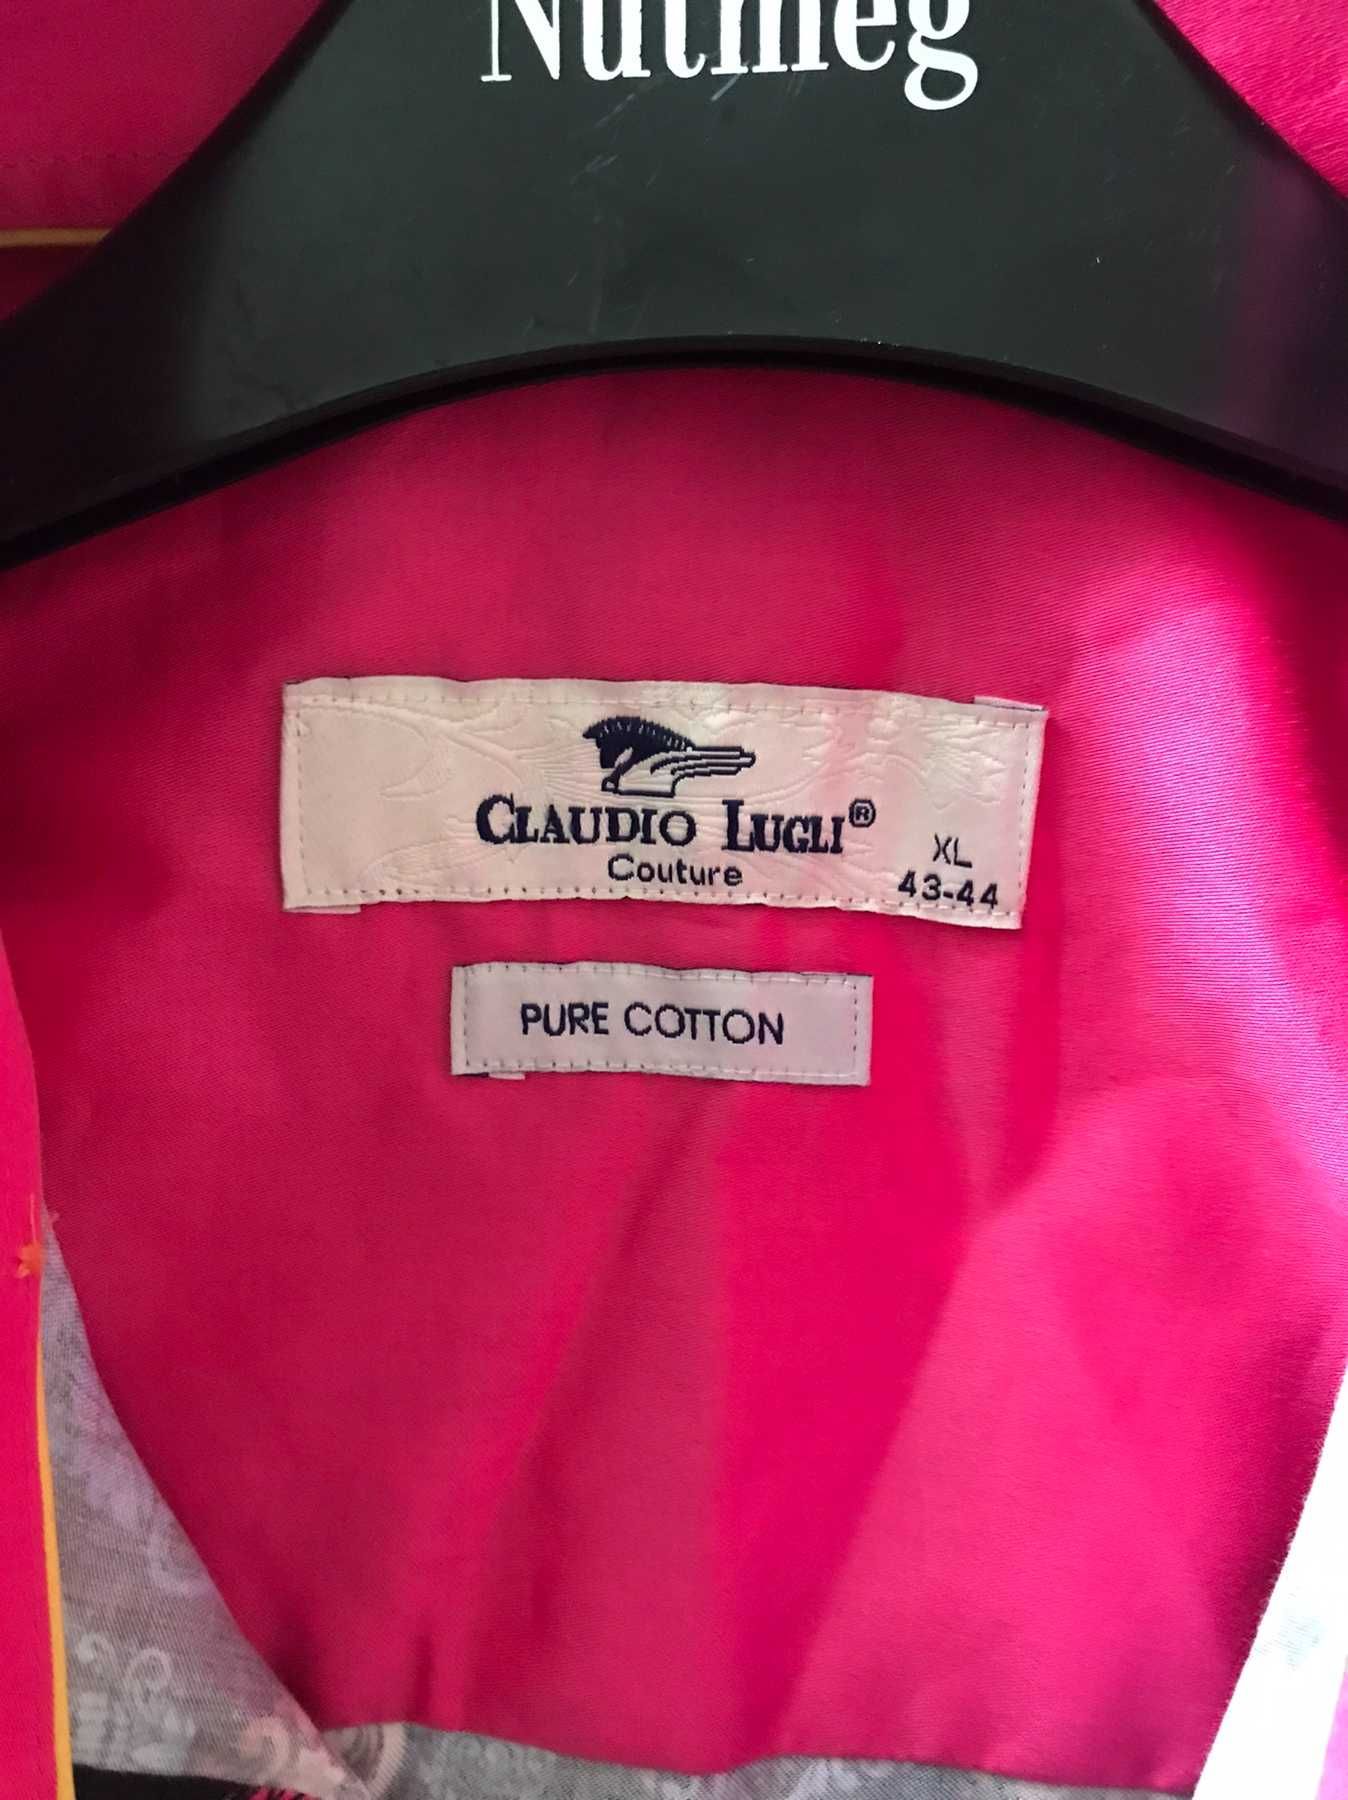 Nutmeg
CLAUDIO LUGLI®
Couture
XL
43-44
PURE COTTON